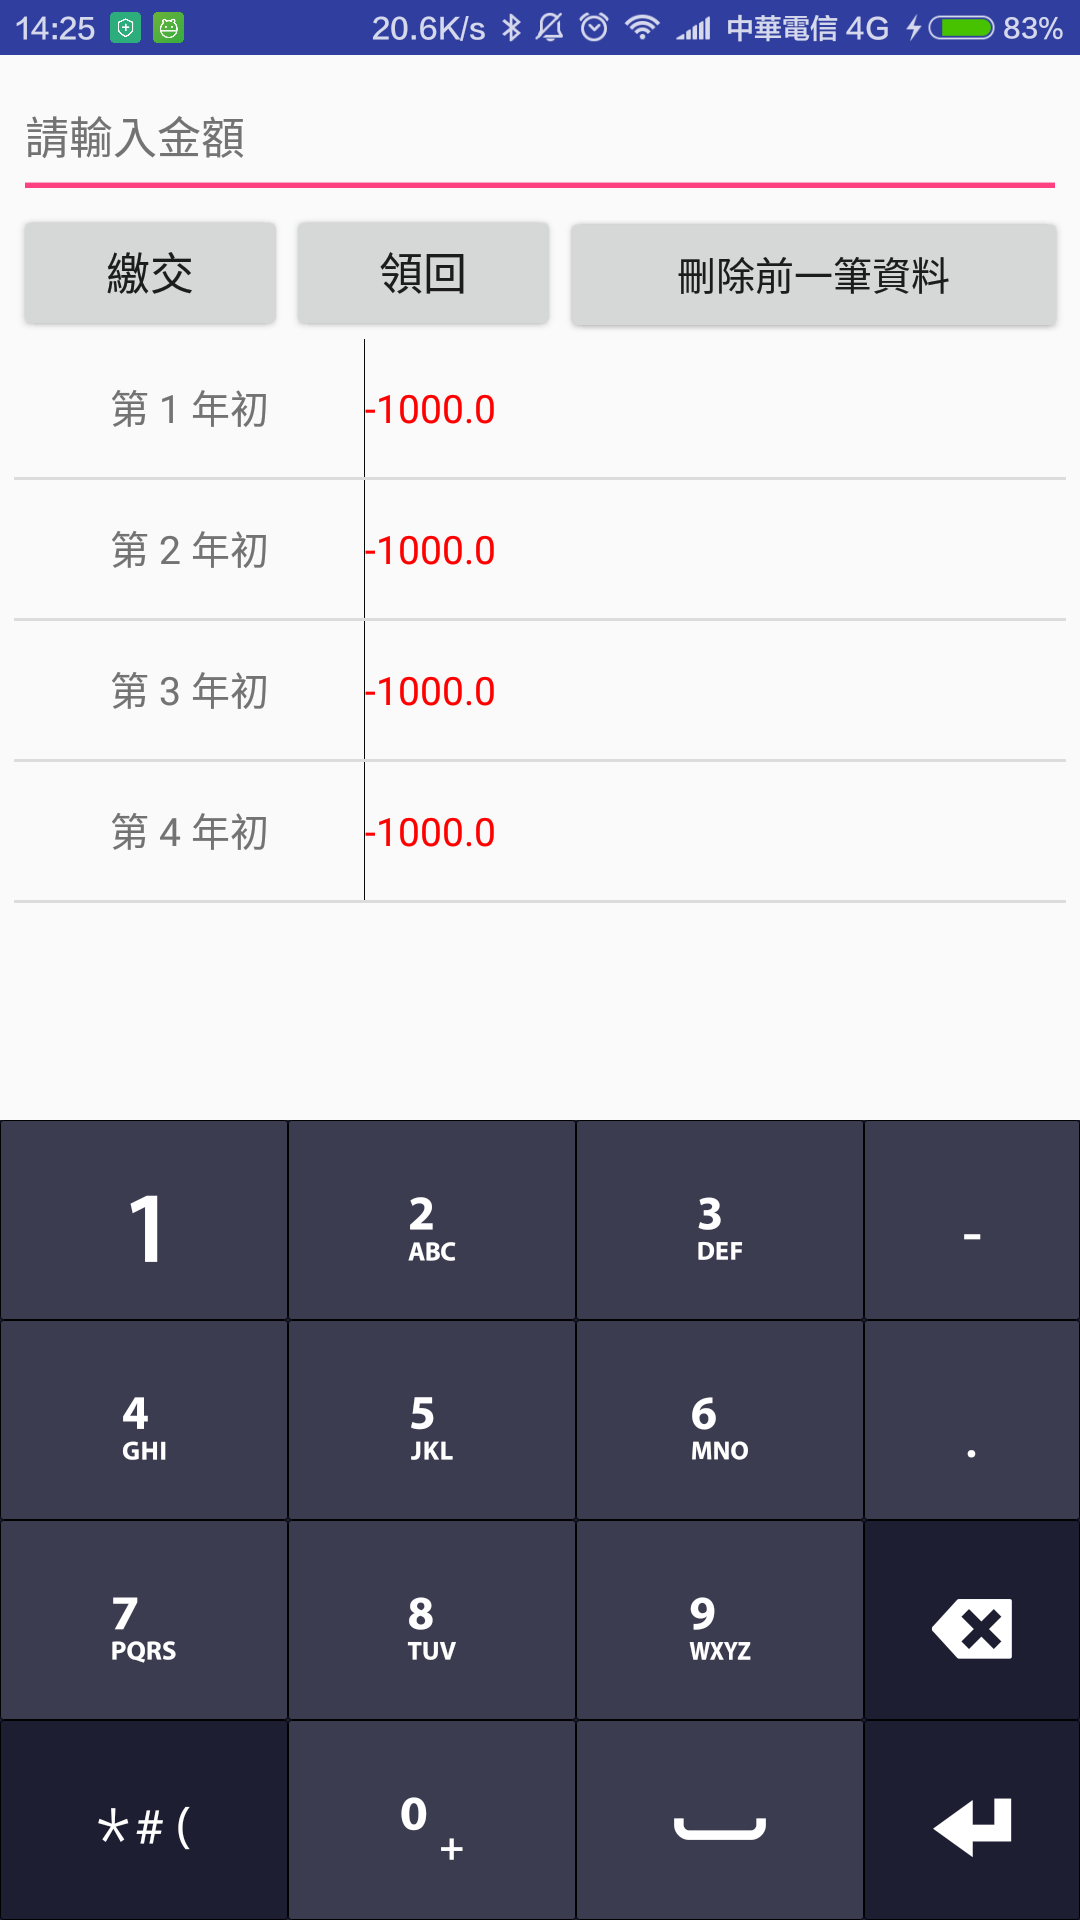 14:25 20.6K/s 中華電信 4G 83%
請輸入金額
繳交 領回 刪除前一筆資料
第 1 年初 -1000.0
第 2 年初 -1000.0
第 3 年初 -1000.0
第 4 年初 -1000.0
1 2 ABC 3 DEF -
4 GHI 5 JKL 6 MNO .
7 PQRS 8 TUV 9 WXYZ
*#( 0 +